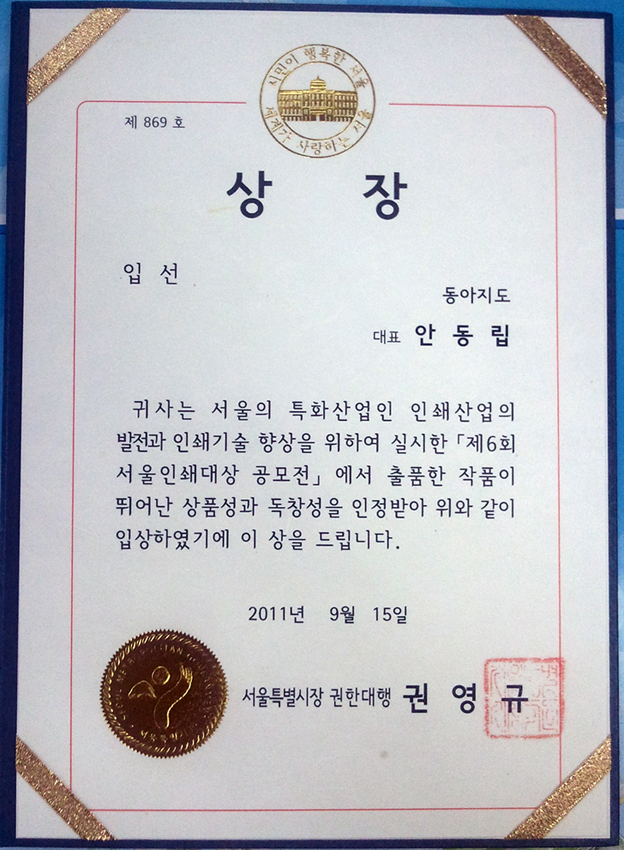 시민이 행복한 서울
세계가 사랑하는 서울
제 869 호
상 장
입 선
동아지도
대표 안 동 립
귀사는 서울의 특화산업인 인쇄산업의
발전과 인쇄기술 향상을 위하여 실시한 「제6회
서울인쇄대상 공모전」 에서 출품한 작품이
뛰어난 상품성과 독창성을 인정받아 위와 같이
입상하였기에 이 상을 드립니다.
2011년 9월 15일
서울특별시장 권한대행 권 영 규